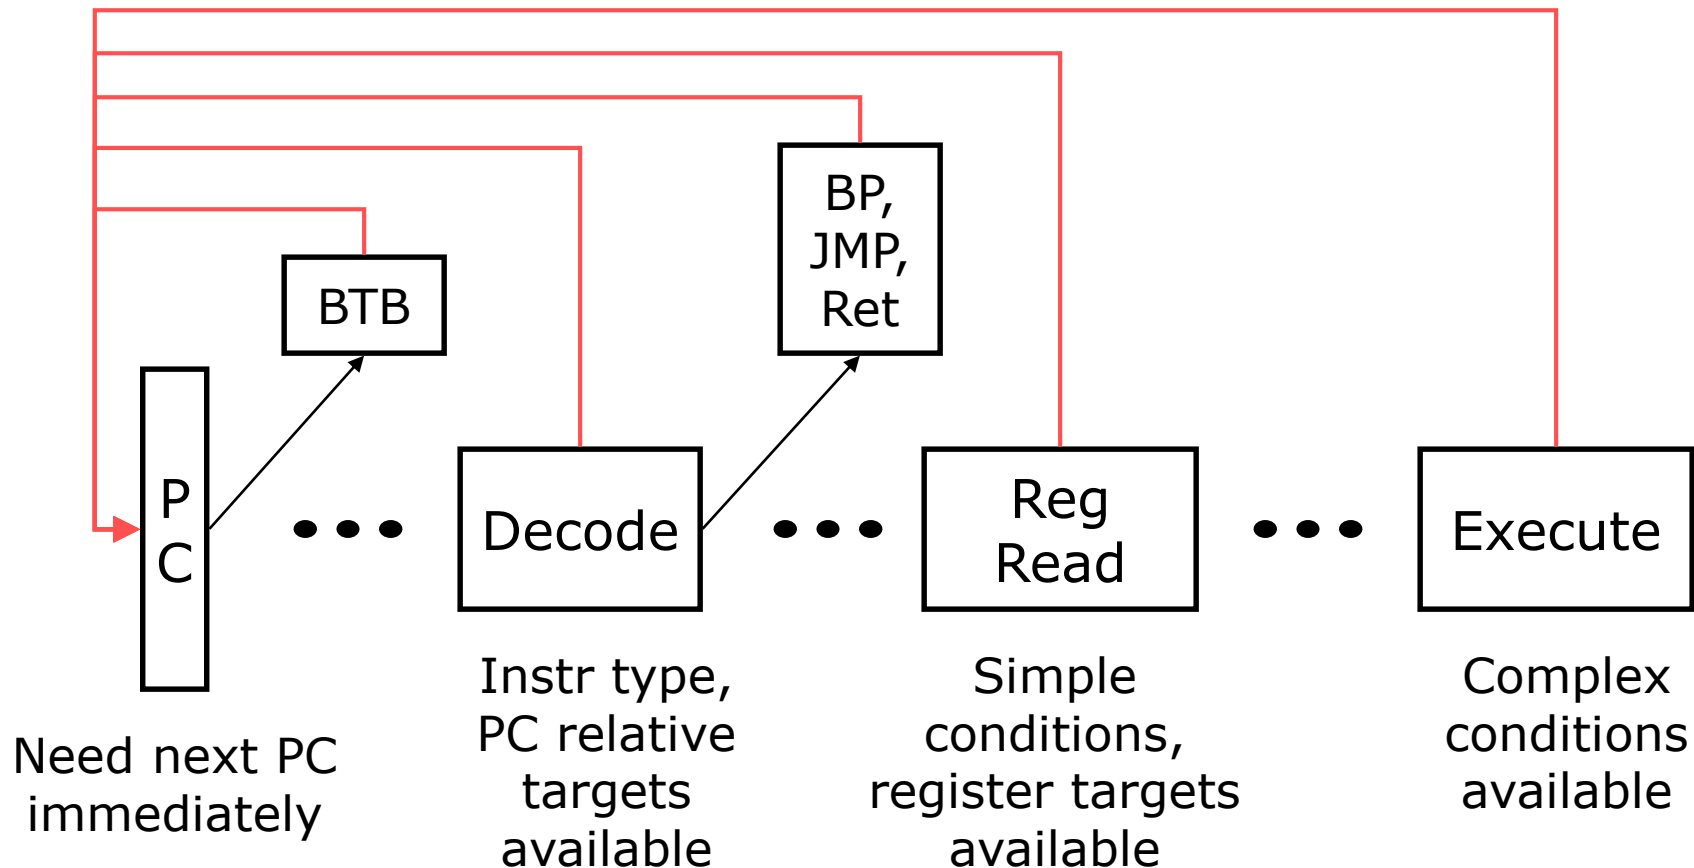 BP,
JMP,
Ret
BTB
P
C
Decode
Reg
Read
Execute
Need next PC
immediately
Instr type,
PC relative
targets
available
Simple
conditions,
register targets
available
Complex
conditions
available